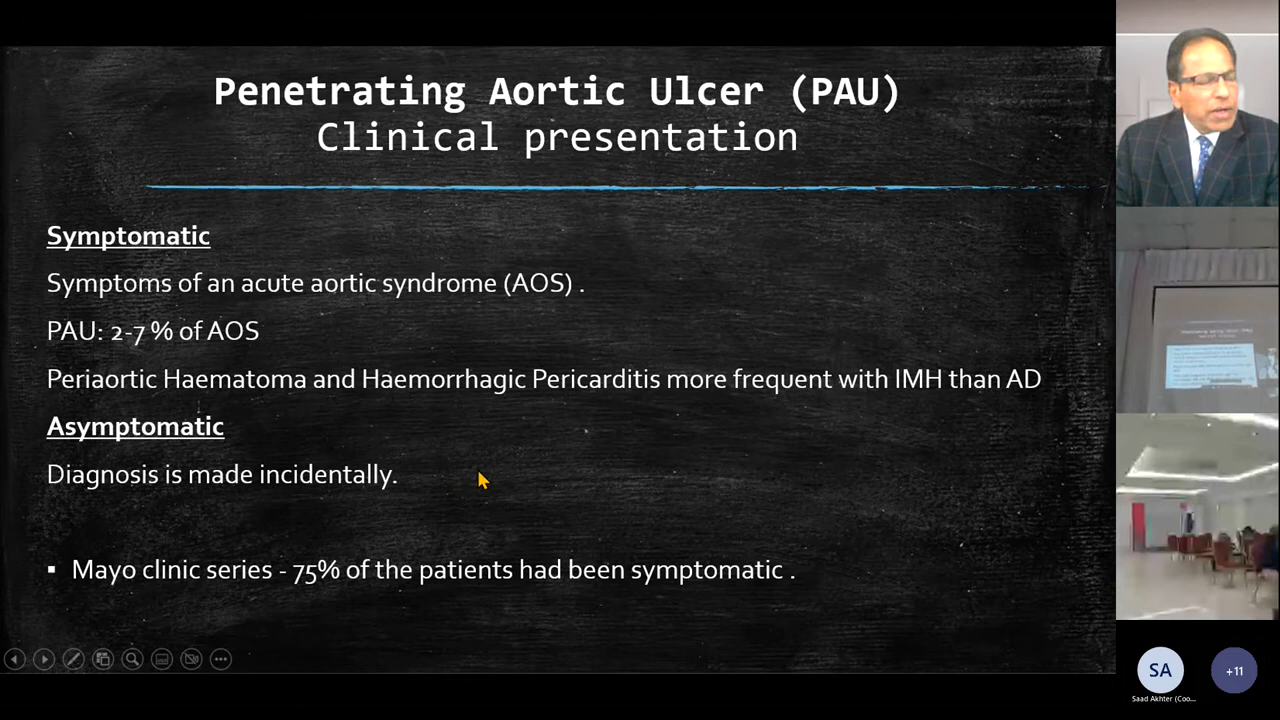 Penetrating Aortic Ulcer (PAU)
Clinical presentation
Symptomatic
Symptoms of an acute aortic syndrome (AOS) .
PAU: 2-7 % of AOS
Periaortic Haematoma and Haemorrhagic Pericarditis more frequent with IMH than AD
Asymptomatic
Diagnosis is made incidentally.
▪ Mayo clinic series - 75% of the patients had been symptomatic .
SA
+11
Saad Akhter (Coo...